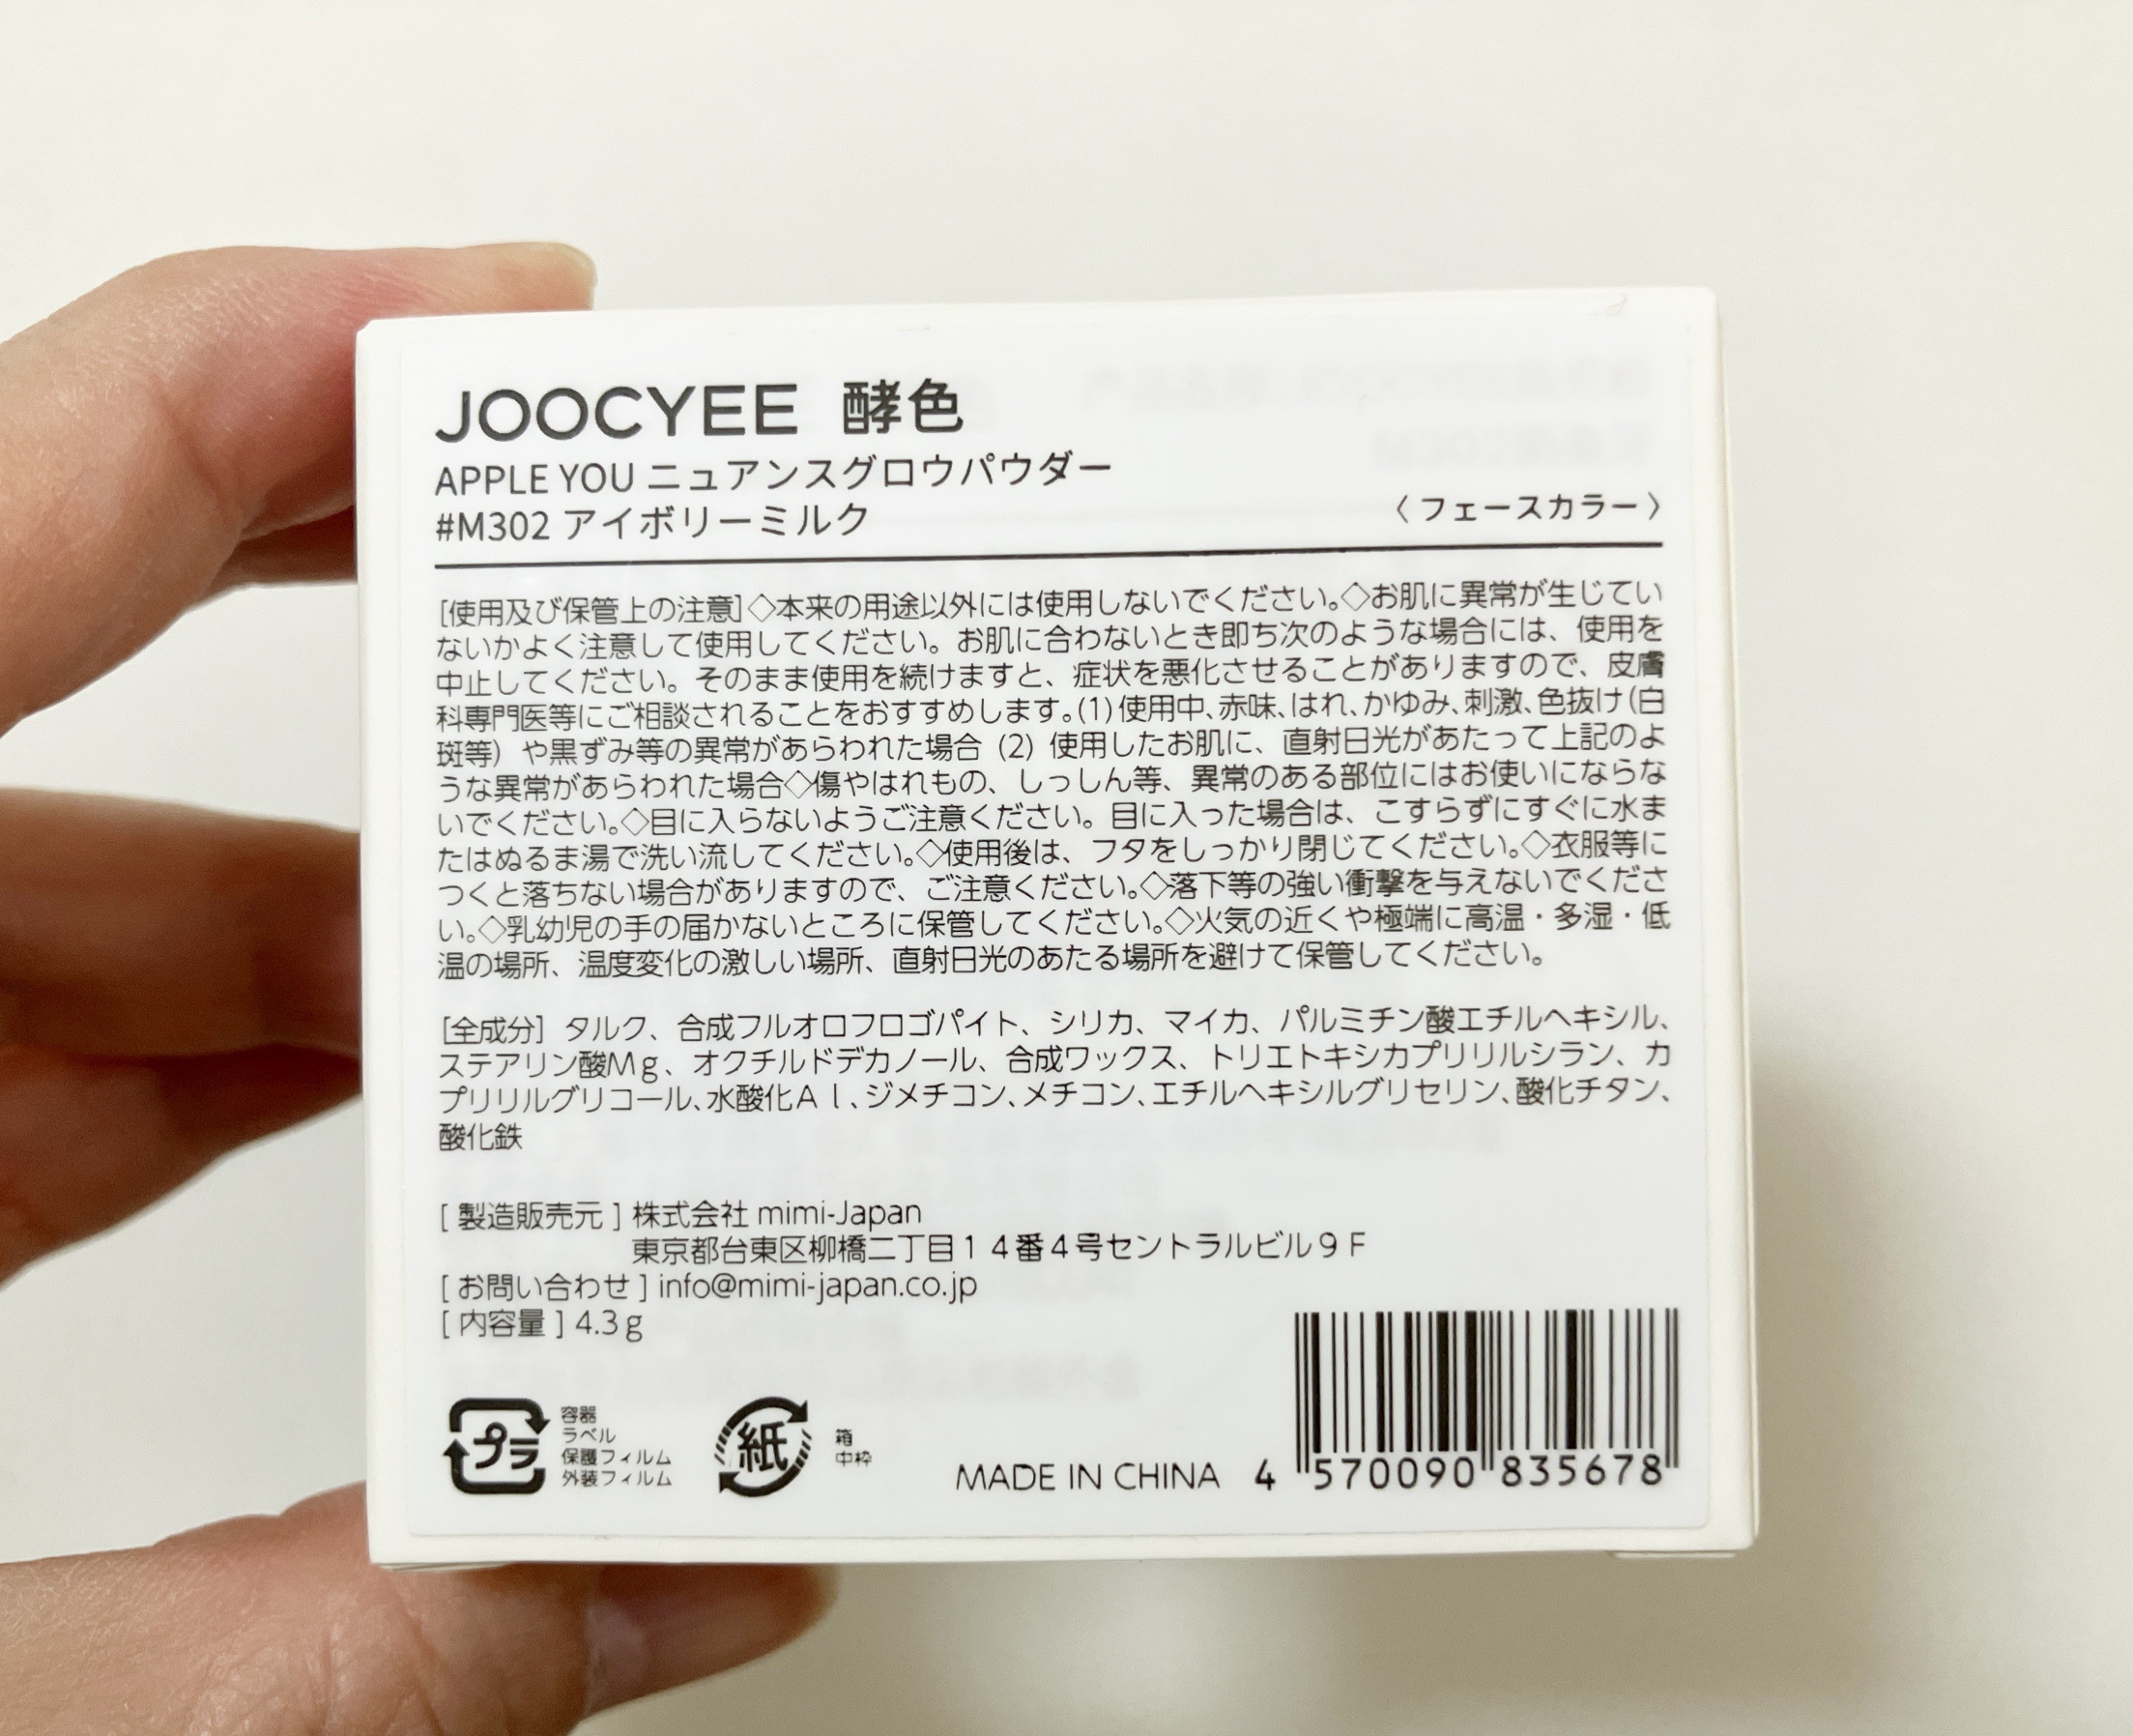 JOOCYEE 酵色
APPLE YOU ニュアンスグロウパウダー
#M302 アイボリーミルク
〈フェースカラー〉
[使用及び保管上の注意]◇本来の用途以外には使用しないでください。◇お肌に異常が生じてい
ないかよく注意して使用してください。お肌に合わないとき即ち次のような場合には、使用を
中止してください。そのまま使用を続けますと、症状を悪化させることがありますので、皮膚
科専門医等にご相談されることをおすすめします。(1)使用中、赤味、はれ、かゆみ、刺激、色抜け(白
斑等)や黒ずみ等の異常があらわれた場合 (2) 使用したお肌に、直射日光があたって上記のよ
うな異常があらわれた場合◇傷やはれもの、しっしん等、異常のある部位にはお使いにならな
いでください。◇目に入らないようご注意ください。目に入った場合は、こすらずにすぐに水ま
たはぬるま湯で洗い流してください。◇使用後は、フタをしっかり閉じてください。◇衣服等に
つくと落ちない場合がありますので、ご注意ください。◇落下等の強い衝撃を与えないでくださ
い。◇乳幼児の手の届かないところに保管してください。◇火気の近くや極端に高温・多湿・低
温の場所、温度変化の激しい場所、直射日光のあたる場所を避けて保管してください。
[全成分] タルク、合成フルオロフロゴパイト、シリカ、マイカ、パルミチン酸エチルヘキシル、
ステアリン酸Mg、オクチルドデカノール、合成ワックス、トリエトキシカプリリルシラン、カ
プリリルグリコール、水酸化Al、ジメチコン、メチコン、エチルヘキシルグリセリン、酸化チタン、
酸化鉄
[ 製造販売元 ] 株式会社 mimi-Japan
東京都台東区柳橋二丁目14番4号セントラルビル9F
[ お問い合わせ ] info@mimi-japan.co.jp
[ 内容量 ] 4.3g
プラ
容器
ラベル
保護フィルム
外装フィルム
紙
箱
中枠
MADE IN CHINA
4 570090 835678